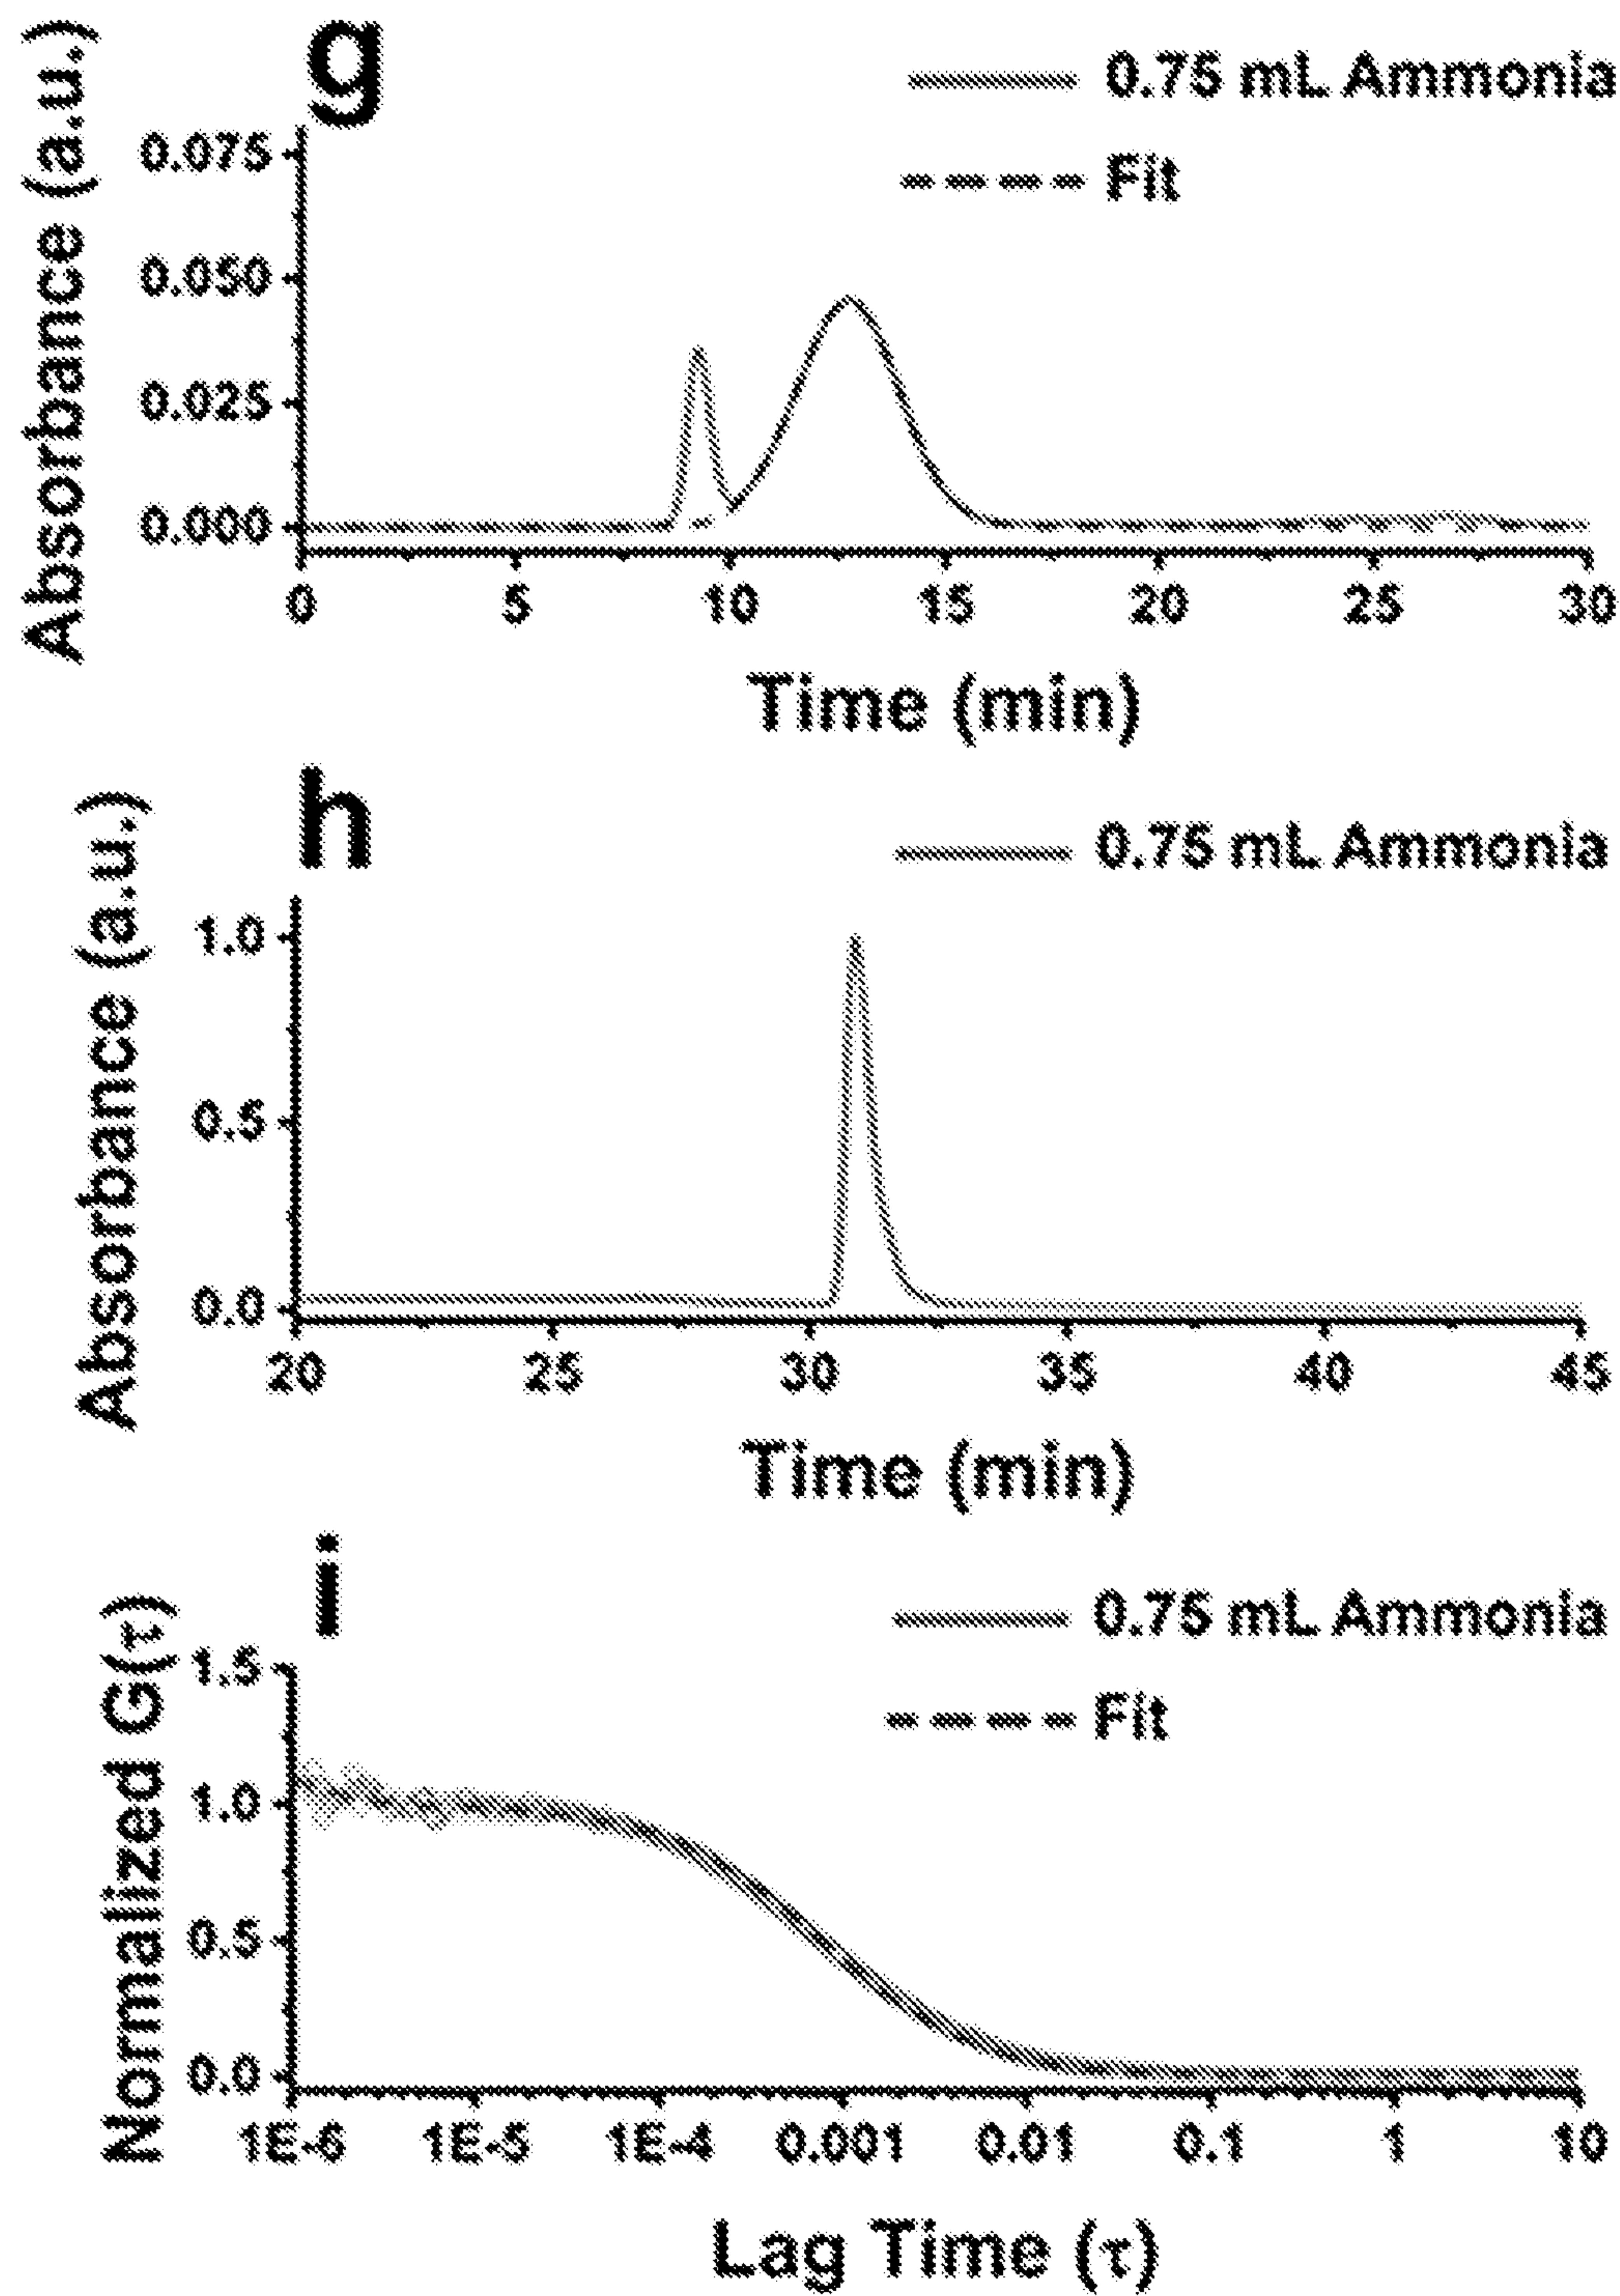 g
0.75 mL Ammonia
Fit
Absorbance (a.u.)
0.075
0.050
0.025
0.000
0 5 10 15 20 25 30
Time (min)
h
0.75 mL Ammonia
Absorbance (a.u.)
1.0
0.5
0.0
20 25 30 35 40 45
Time (min)
i
0.75 mL Ammonia
Fit
Normalized G(τ)
1.5
1.0
0.5
0.0
1E-6 1E-5 1E-4 0.001 0.01 0.1 1 10
Lag Time (τ)